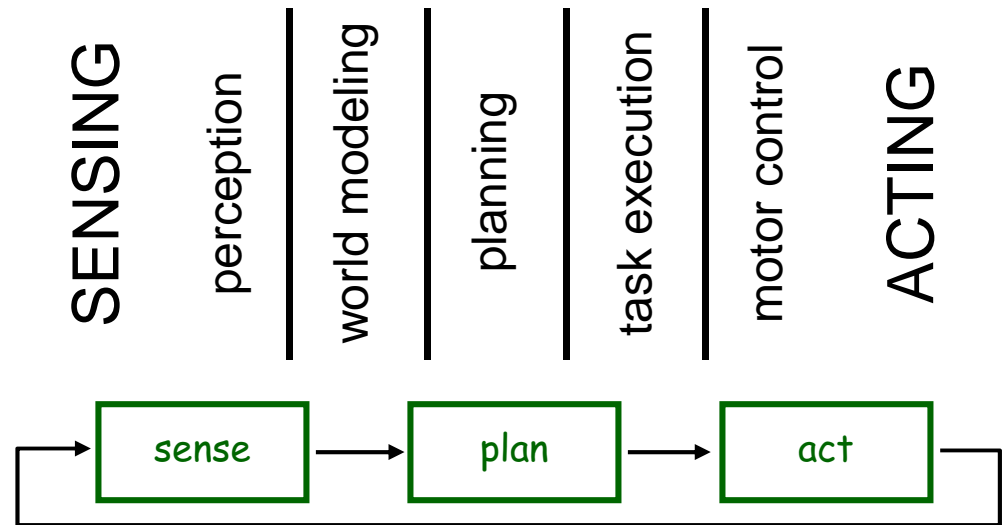 SENSING
perception
world modeling
planning
task execution
motor control
ACTING
sense
plan
act